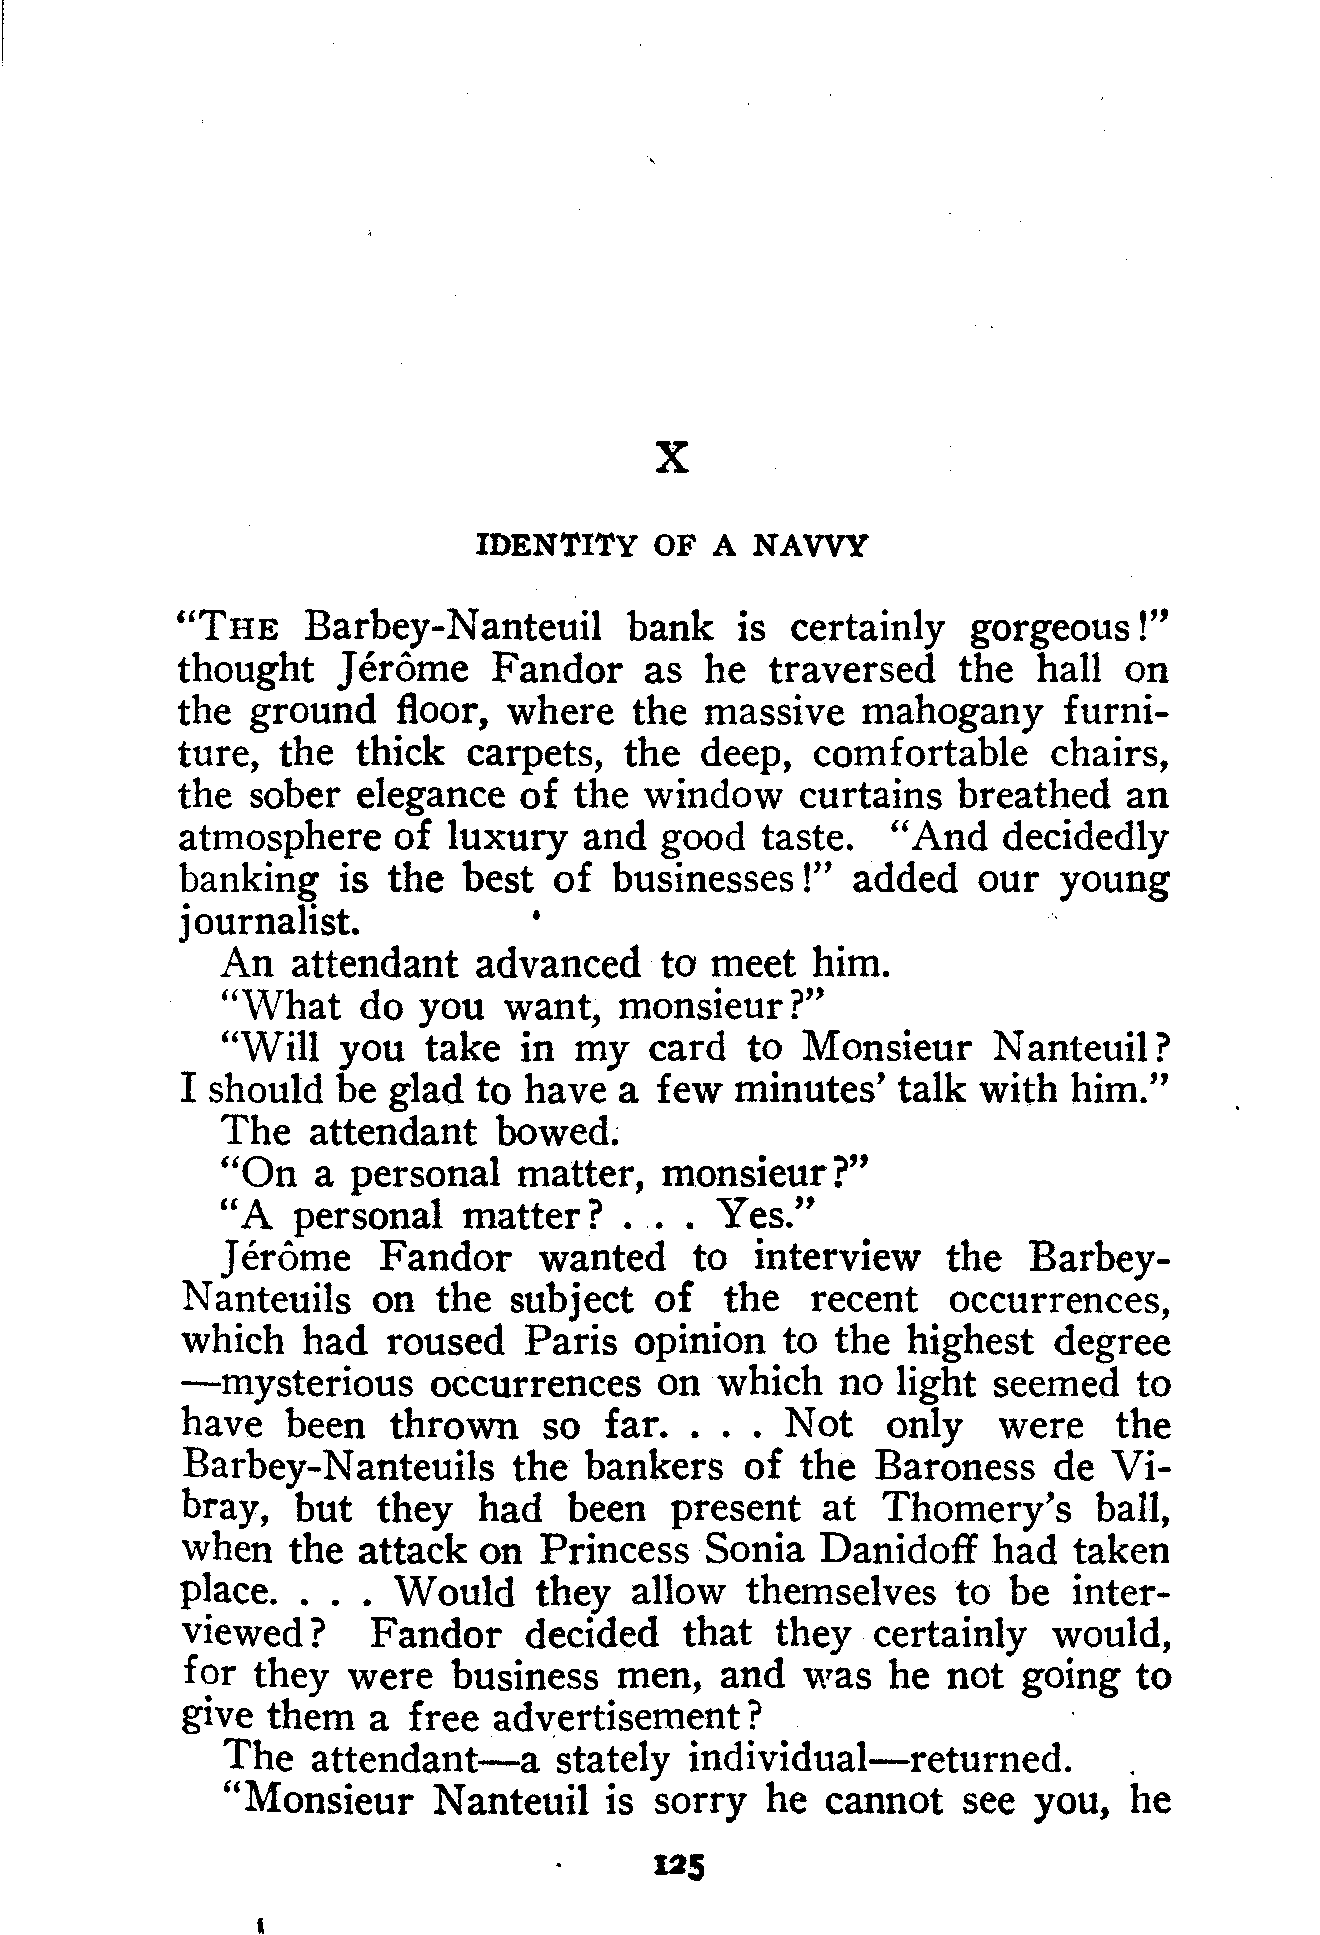 X
IDENTITY OF A NAVVY
“THE Barbey-Nanteuil bank is certainly gorgeous!”
thought Jérôme Fandor as he traversed the hall on
the ground floor, where the massive mahogany furni-
ture, the thick carpets, the deep, comfortable chairs,
the sober elegance of the window curtains breathed an
atmosphere of luxury and good taste. “And decidedly
banking is the best of businesses!” added our young
journalist.
An attendant advanced to meet him.
“What do you want, monsieur?”
“Will you take in my card to Monsieur Nanteuil?
I should be glad to have a few minutes’ talk with him.”
The attendant bowed.
“On a personal matter, monsieur?”
“A personal matter? . . . Yes.”
Jérôme Fandor wanted to interview the Barbey-
Nanteuils on the subject of the recent occurrences,
which had roused Paris opinion to the highest degree
—mysterious occurrences on which no light seemed to
have been thrown so far. . . . Not only were the
Barbey-Nanteuils the bankers of the Baroness de Vi-
bray, but they had been present at Thomery’s ball,
when the attack on Princess Sonia Danidoff had taken
place. . . . Would they allow themselves to be inter-
viewed? Fandor decided that they certainly would,
for they were business men, and was he not going to
give them a free advertisement?
The attendant—a stately individual—returned.
“Monsieur Nanteuil is sorry he cannot see you, he
125